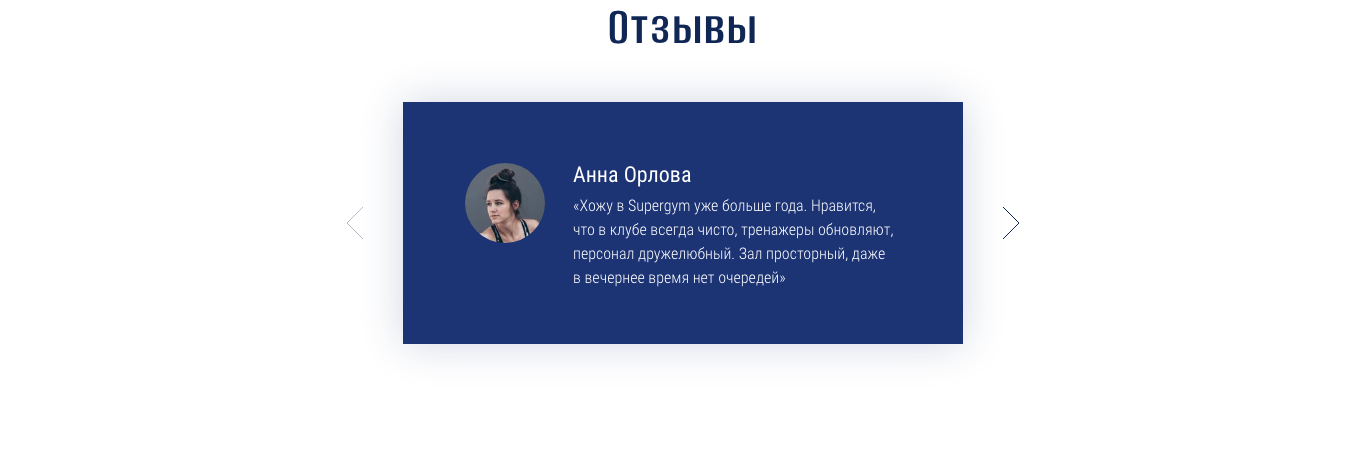 Отзывы
Анна Орлова
«Хожу в Supergym уже больше года. Нравится,
что в клубе всегда чисто, тренажеры обновляют,
персонал дружелюбный. Зал просторный, даже
в вечернее время нет очередей»